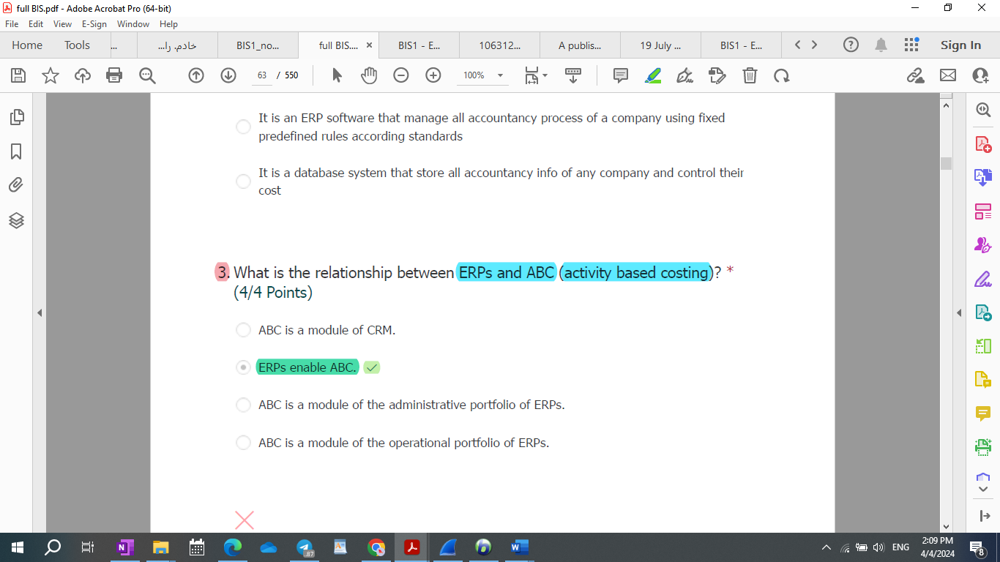 full BIS.pdf - Adobe Acrobat Pro (64-bit)
File Edit View E-Sign Window Help
Home Tools ... ...خادم، را BIS1_no... full BIS.... × BIS1 - E... 106312... A publis... 19 July ... BIS1 - E... Sign In
63 / 550 100%
It is an ERP software that manage all accountancy process of a company using fixed
predefined rules according standards
It is a database system that store all accountancy info of any company and control their
cost
3. What is the relationship between ERPs and ABC (activity based costing)? *
(4/4 Points)
ABC is a module of CRM.
ERPs enable ABC. ✓
ABC is a module of the administrative portfolio of ERPs.
ABC is a module of the operational portfolio of ERPs.
87
ENG
2:09 PM
4/4/2024
8